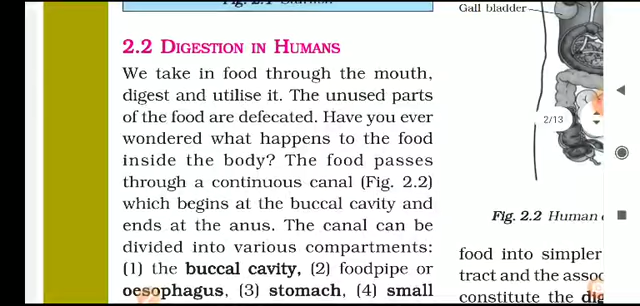 2.2 DIGESTION IN HUMANS
We take in food through the mouth,
digest and utilise it. The unused parts
of the food are defecated. Have you ever
wondered what happens to the food
inside the body? The food passes
through a continuous canal (Fig. 2.2)
which begins at the buccal cavity and
ends at the anus. The canal can be
divided into various compartments:
(1) the buccal cavity, (2) foodpipe or
oesophagus, (3) stomach, (4) small
Gall bladder
2/13
Fig. 2.2 Human
food into simpler
tract and the
constitute the